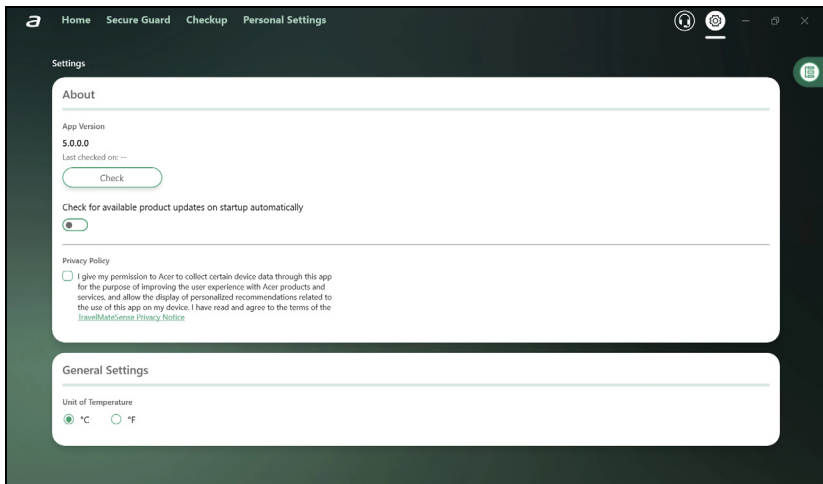 a Home Secure Guard Checkup Personal Settings
Settings
About
App Version
5.0.0.0
Last checked on: --
Check
Check for available product updates on startup automatically
Privacy Policy
I give my permission to Acer to collect certain device data through this app
for the purpose of improving the user experience with Acer products and
services, and allow the display of personalized recommendations related to
the use of this app on my device. I have read and agree to the terms of the
TravelMateSense Privacy Notice
General Settings
Unit of Temperature
°C °F